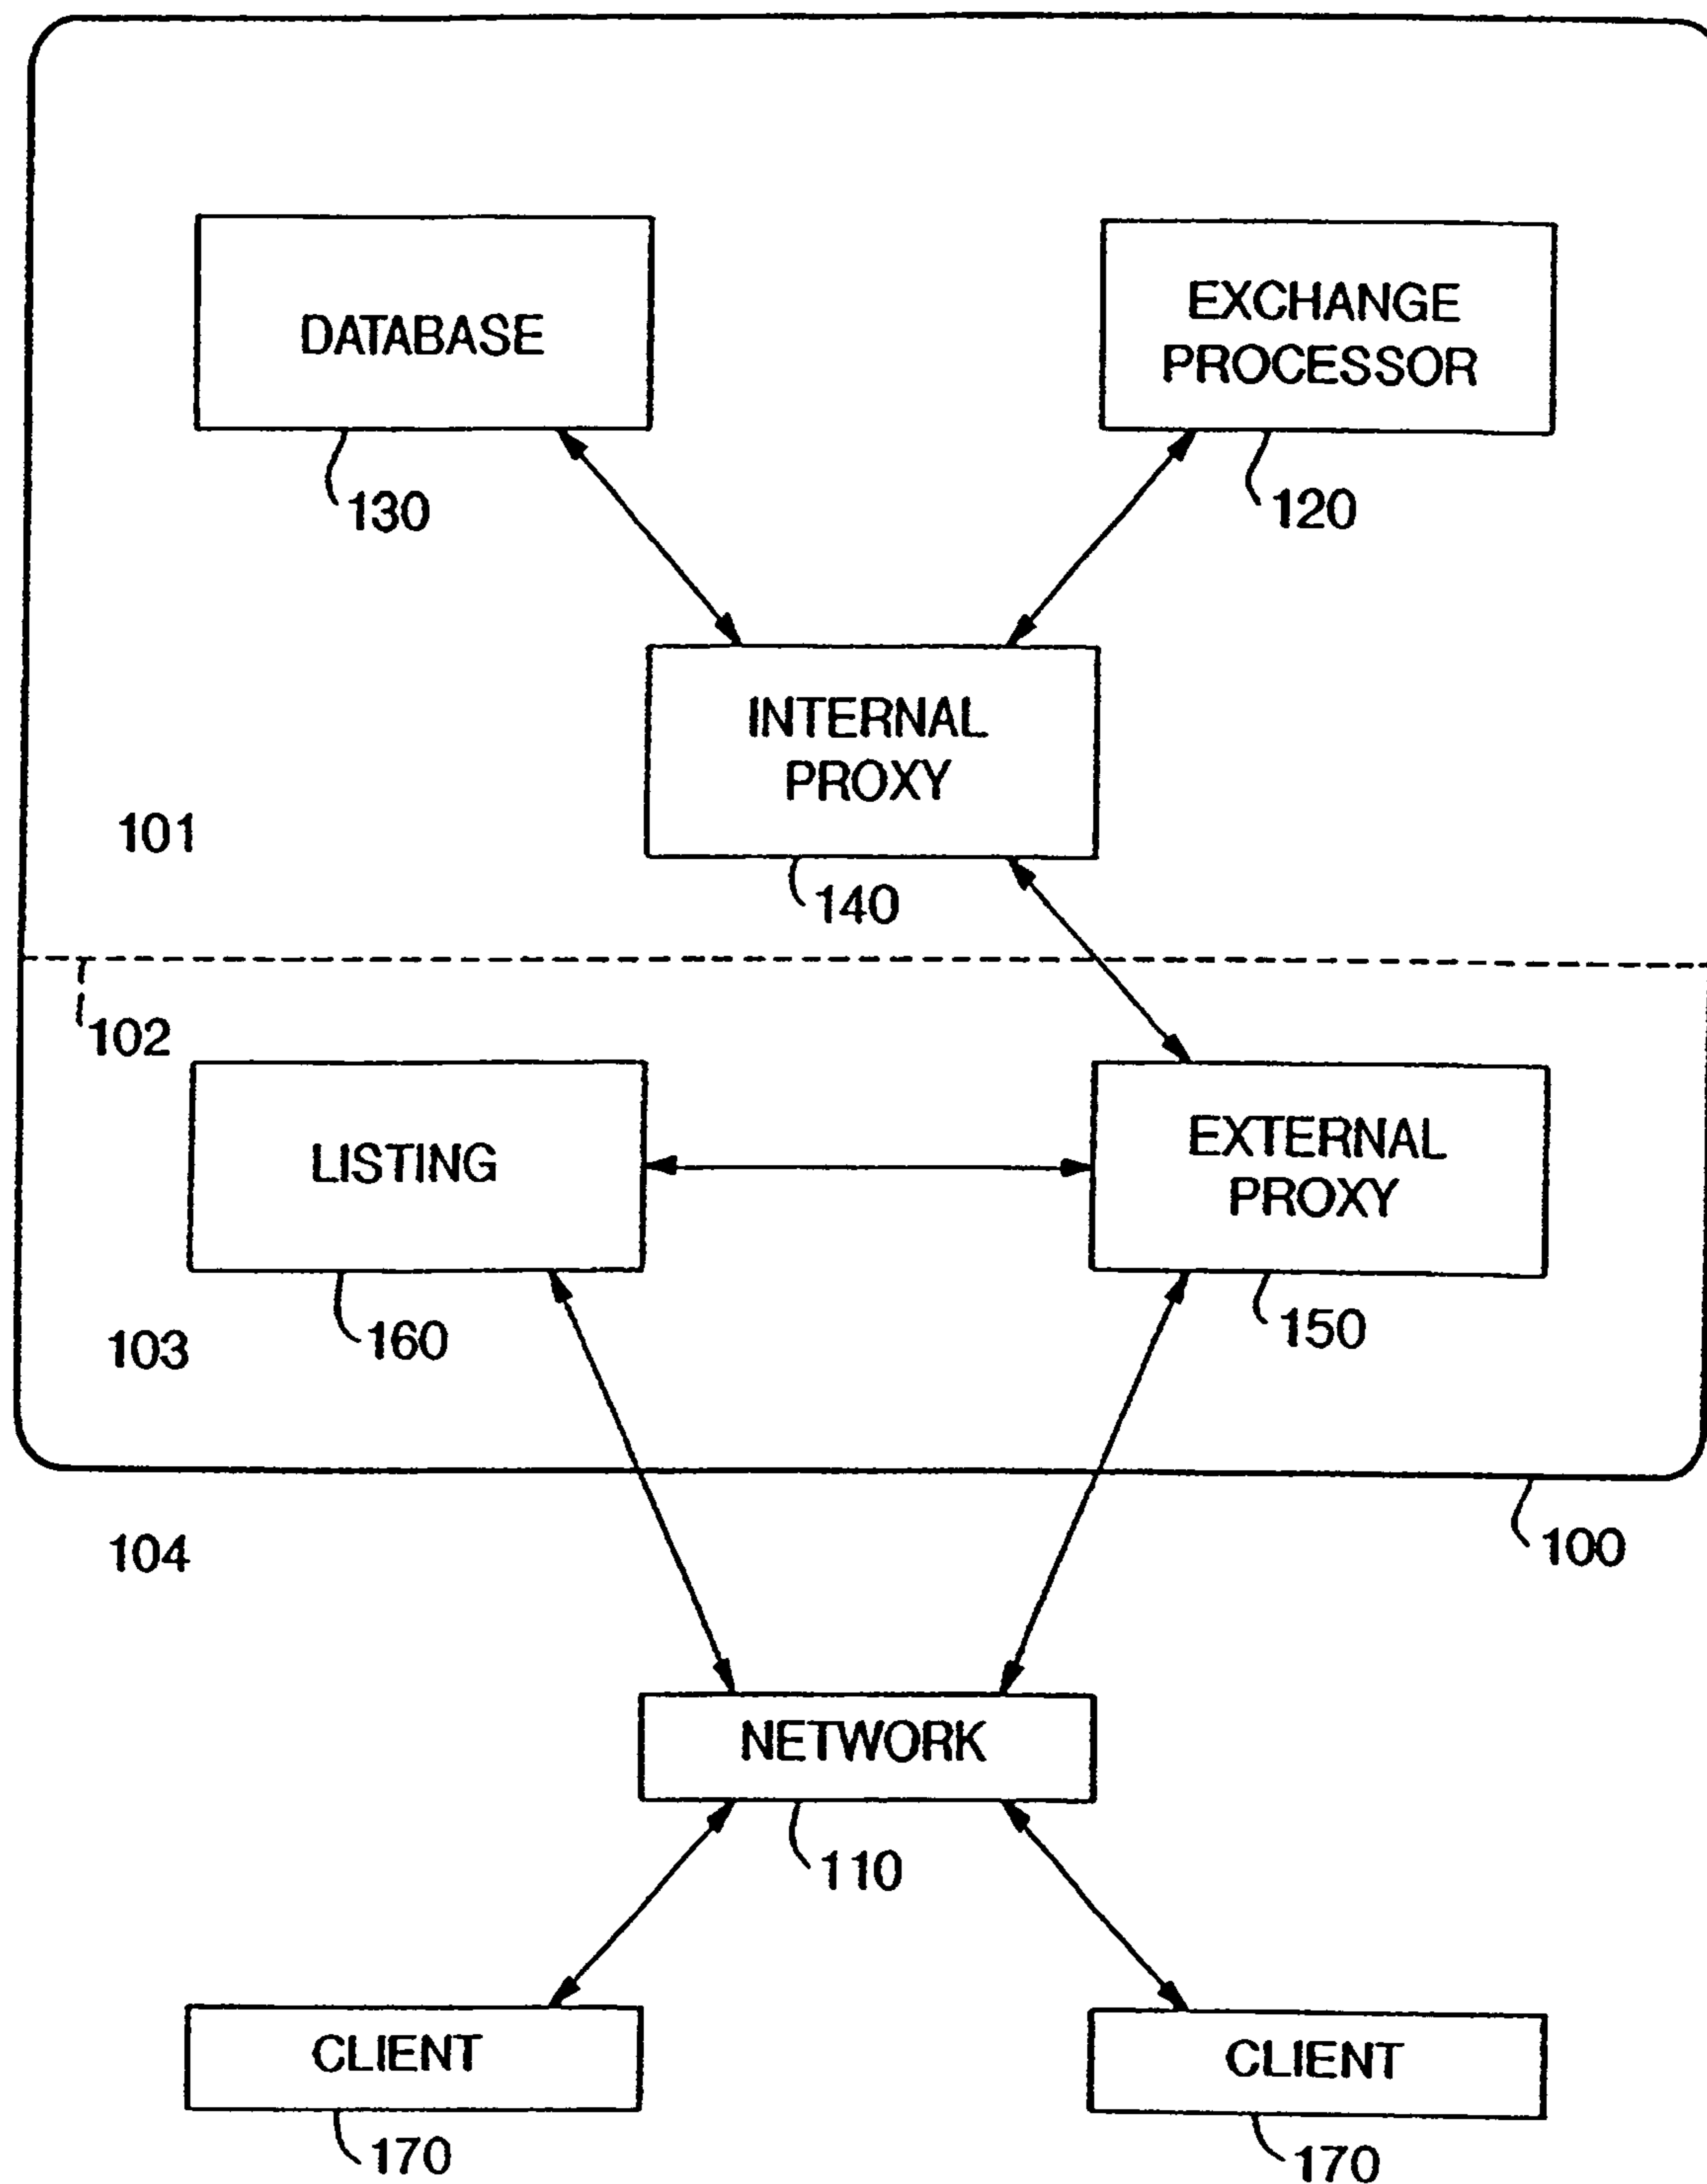 DATABASE
EXCHANGE
PROCESSOR
130
120
INTERNAL
PROXY
101
140
102
LISTING
EXTERNAL
PROXY
103
160
150
104
100
NETWORK
110
CLIENT
CLIENT
170
170